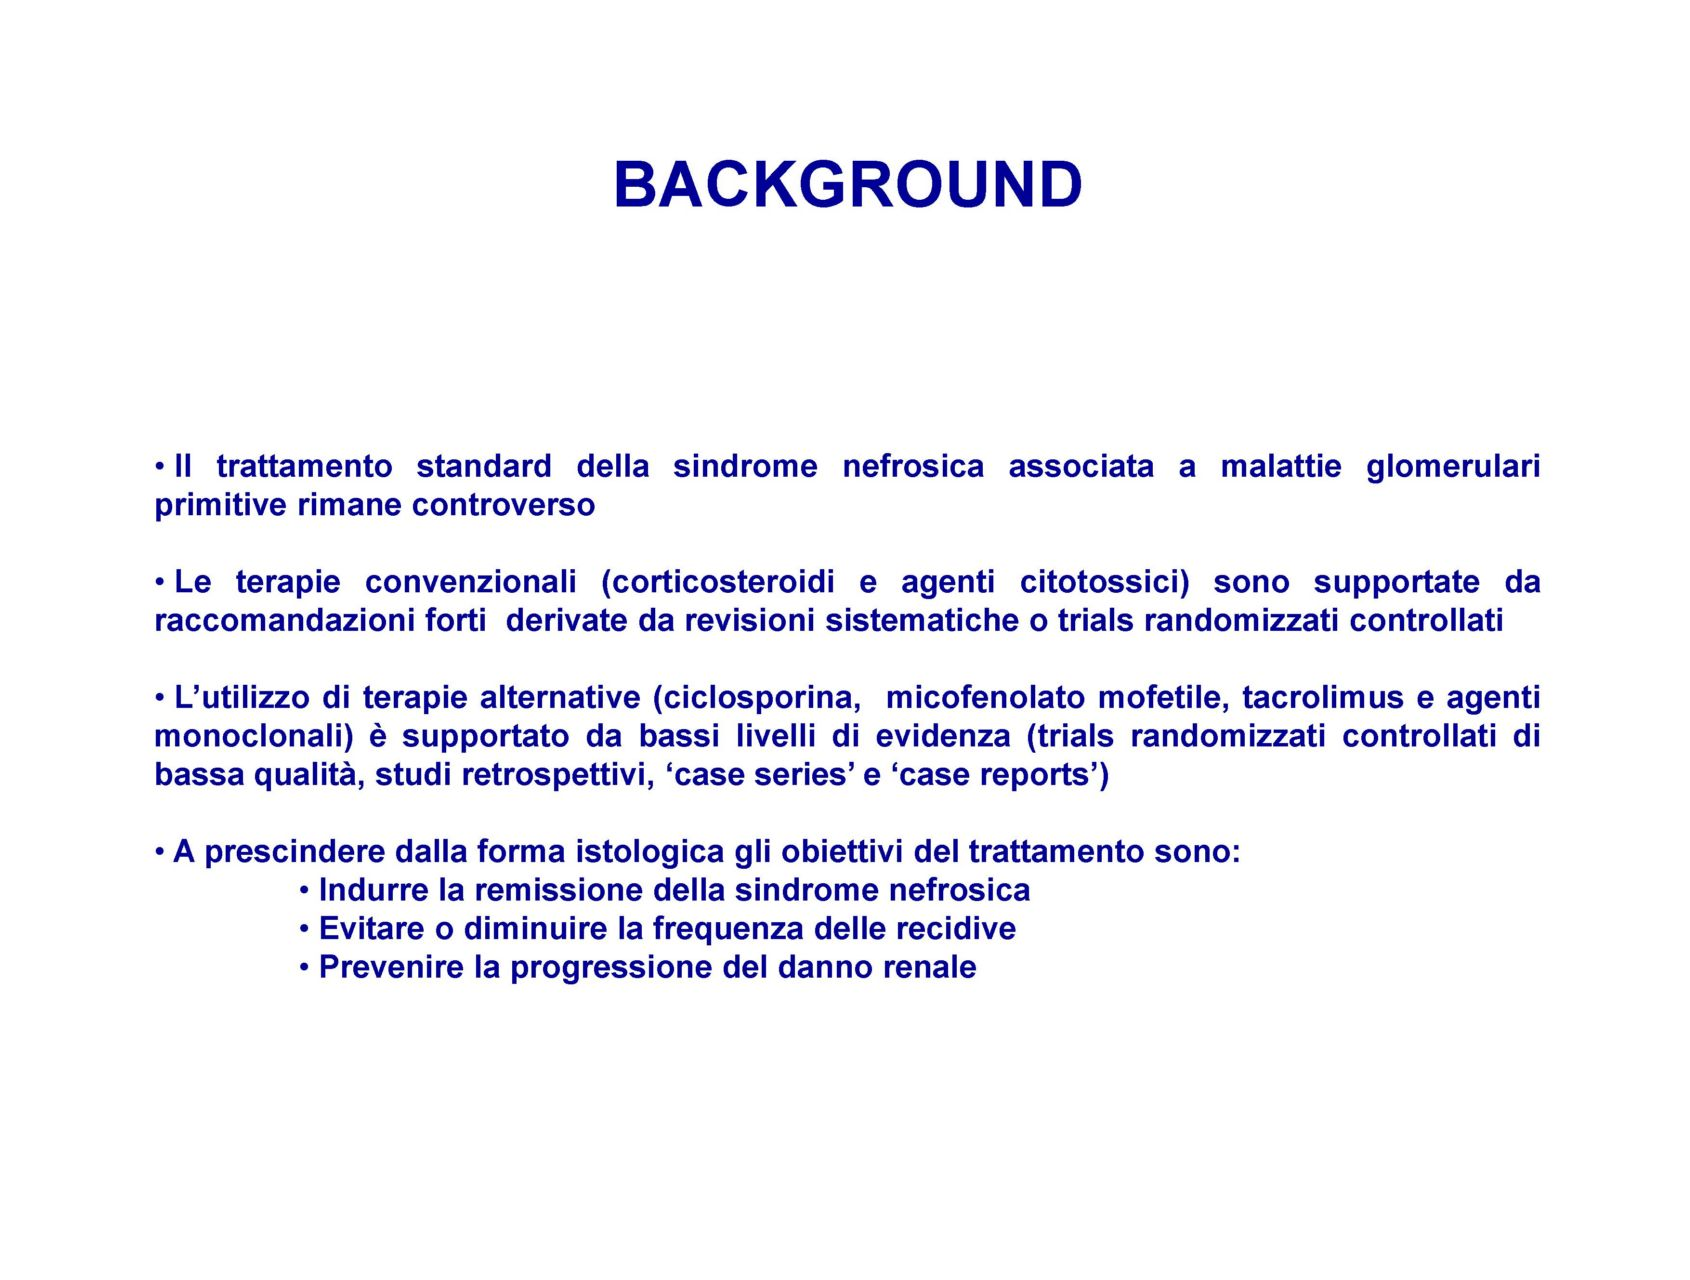 BACKGROUND
• Il trattamento standard della sindrome nefrosica associata a malattie glomerulari
primitive rimane controverso
• Le terapie convenzionali (corticosteroidi e agenti citotossici) sono supportate da
raccomandazioni forti  derivate da revisioni sistematiche o trials randomizzati controllati
• L’utilizzo di terapie alternative (ciclosporina,  micofenolato mofetile, tacrolimus e agenti
monoclonali) è supportato da bassi livelli di evidenza (trials randomizzati controllati di
bassa qualità, studi retrospettivi, ‘case series’ e ‘case reports’)
• A prescindere dalla forma istologica gli obiettivi del trattamento sono:
• Indurre la remissione della sindrome nefrosica
• Evitare o diminuire la frequenza delle recidive
• Prevenire la progressione del danno renale